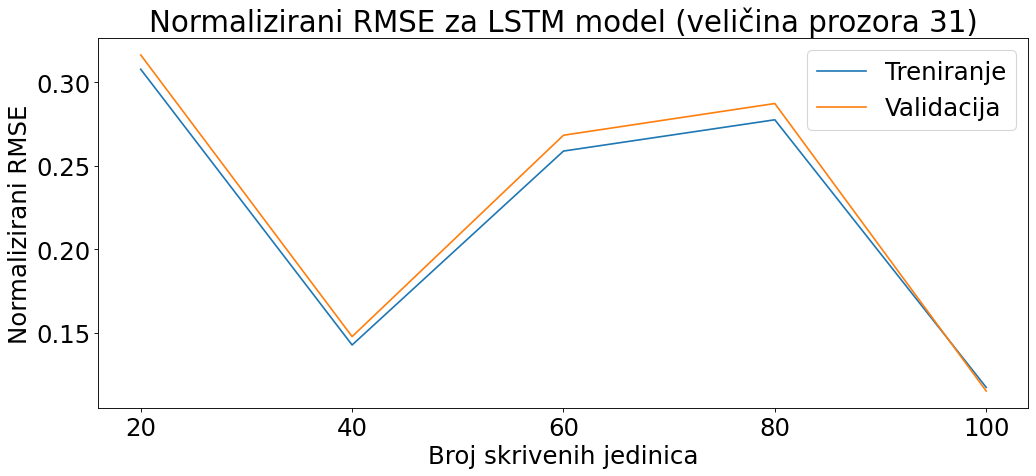 Normalizirani RMSE za LSTM model (veličina prozora 31)
Treniranje
Validacija
Normalizirani RMSE
0.30
0.25
0.20
0.15
20 40 60 80 100
Broj skrivenih jedinica